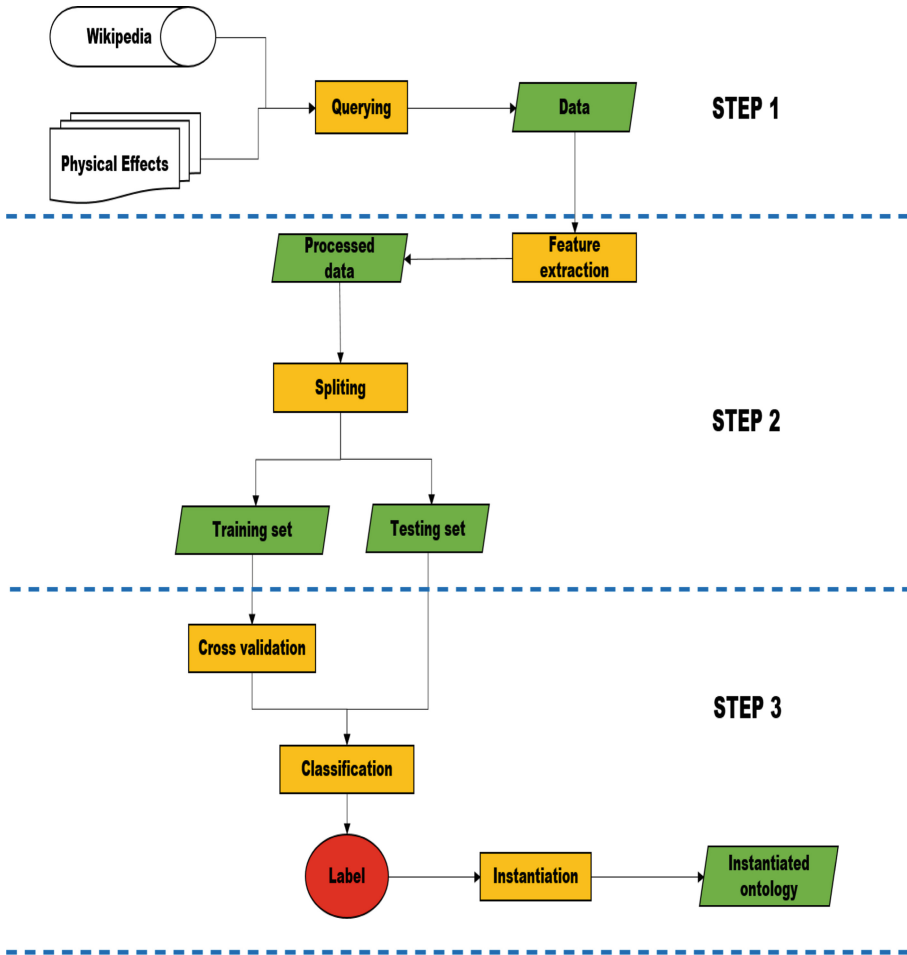 Wikipedia
Querying
Data
STEP 1
Physical Effects
Processed
data
Feature
extraction
Spliting
STEP 2
Training set
Testing set
Cross validation
STEP 3
Classification
Label
Instantiation
Instantiated
ontology